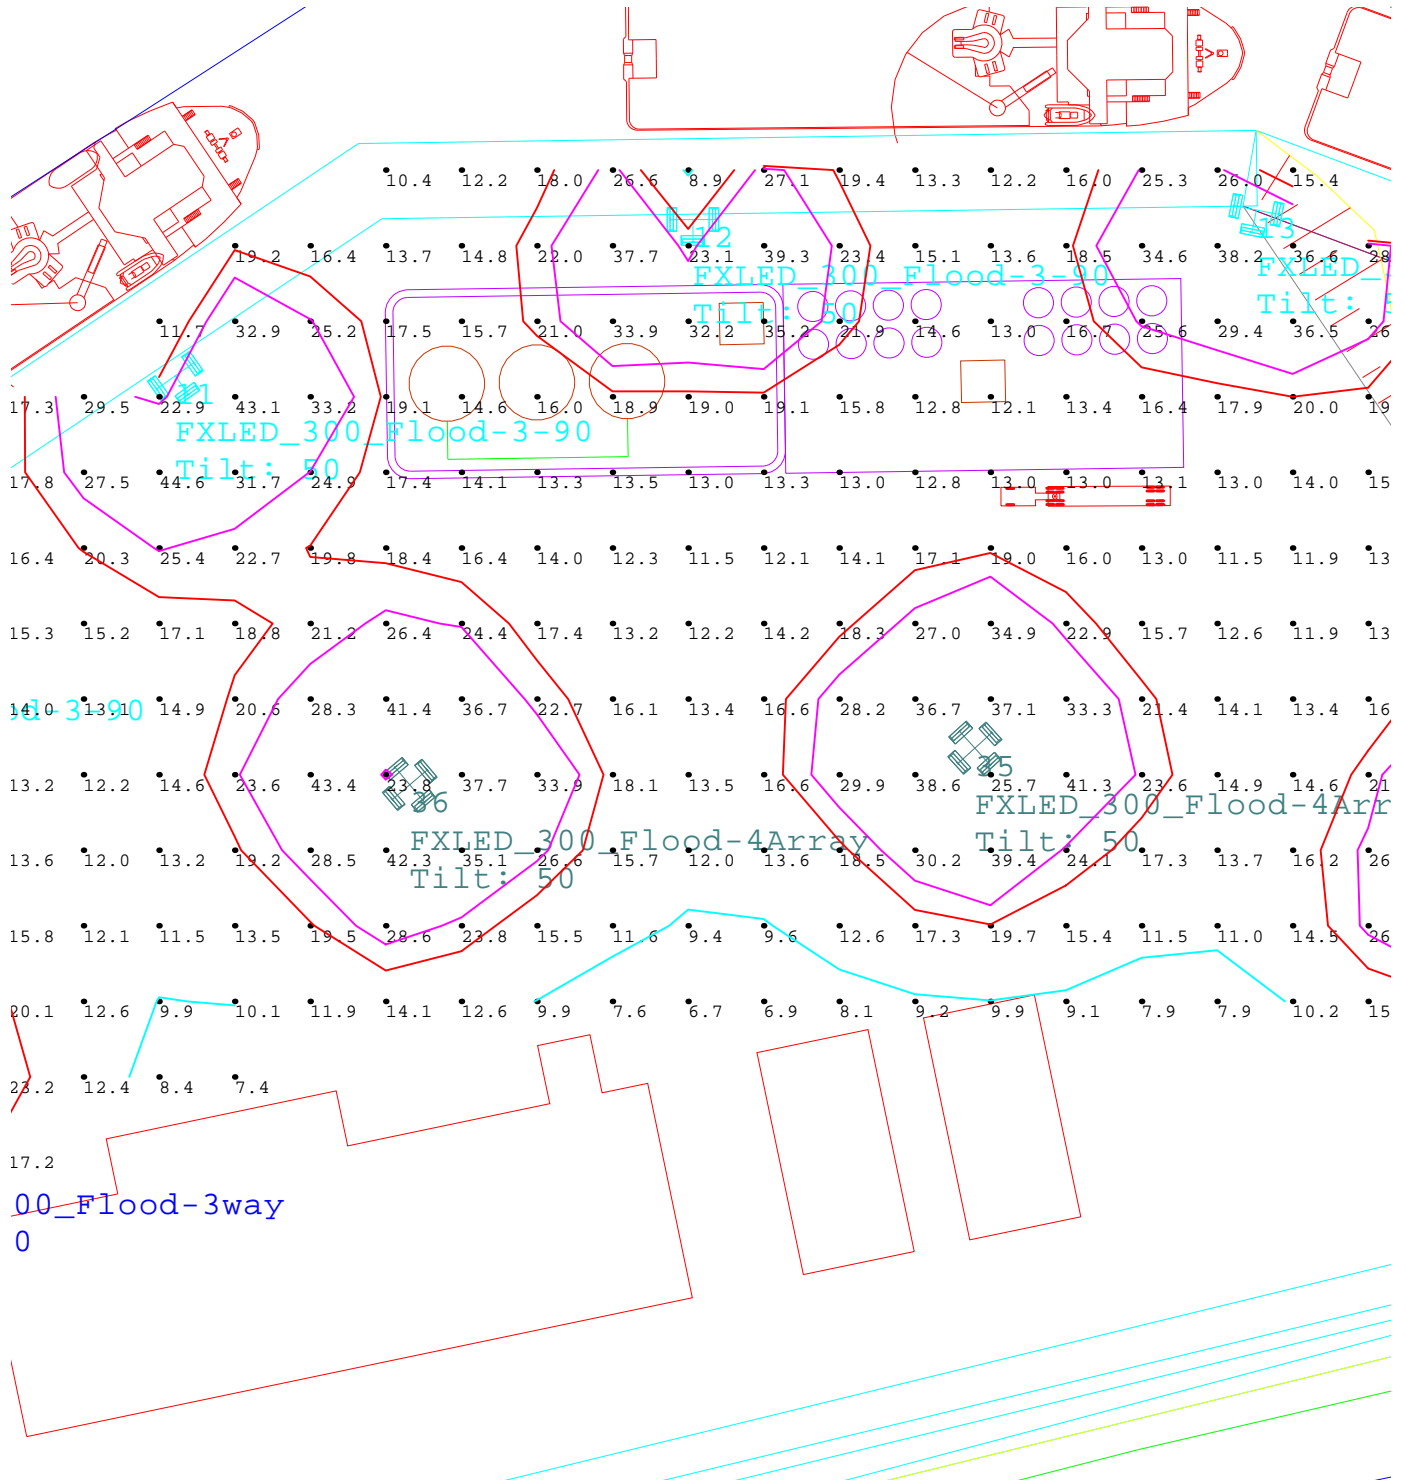 10.4 12.2 18.0 26.6 8.9 27.1 19.4 13.3 12.2 16.0 25.3 26.0 15.4
12
13
19.2 16.4 13.7 14.8 22.0 37.7 23.1 39.3 23.4 15.1 13.6 18.5 34.6 38.2 36.6 28
FXLED_300_Flood-3-90
FXLED_
Tilt: 50
Tilt:
11.7 32.9 25.2 17.5 15.7 21.0 33.9 32.2 35.2 21.9 14.6 13.0 16.7 25.6 29.4 36.5 26
11
17.3 29.5 22.9 43.1 33.2 19.1 14.6 16.0 18.9 19.0 19.1 15.8 12.8 12.1 13.4 16.4 17.9 20.0 19
FXLED_300_Flood-3-90
Tilt: 50
17.8 27.5 44.6 31.7 24.9 17.4 14.1 13.3 13.5 13.0 13.3 13.0 12.8 13.0 13.0 13.1 13.0 14.0 15
16.4 20.3 25.4 22.7 19.8 18.4 16.4 14.0 12.3 11.5 12.1 14.1 17.1 19.0 16.0 13.0 11.5 11.9 13
15.3 15.2 17.1 18.8 21.2 26.4 24.4 17.4 13.2 12.2 14.2 18.3 27.0 34.9 22.9 15.7 12.6 11.9 13
14.0 13.1 14.9 20.6 28.3 41.4 36.7 22.7 16.1 13.4 16.6 28.2 36.7 37.1 33.3 21.4 14.1 13.4 16
od-3-90
35
13.2 12.2 14.6 23.6 43.4 23.8 37.7 33.9 18.1 13.5 16.6 29.9 38.6 25.7 41.3 23.6 14.9 14.6 21
36
FXLED_300_Flood-4Arr
FXLED_300_Flood-4Array
Tilt: 50
13.6 12.0 13.2 19.2 28.5 42.3 35.1 26.6 15.7 12.0 13.6 18.5 30.2 39.4 24.1 17.3 13.7 16.2 26
Tilt: 50
15.8 12.1 11.5 13.5 19.5 28.6 23.8 15.5 11.6 9.4 9.6 12.6 17.3 19.7 15.4 11.5 11.0 14.5 26
20.1 12.6 9.9 10.1 11.9 14.1 12.6 9.9 7.6 6.7 6.9 8.1 9.2 9.9 9.1 7.9 7.9 10.2 15
23.2 12.4 8.4 7.4
17.2
00_Flood-3way
0